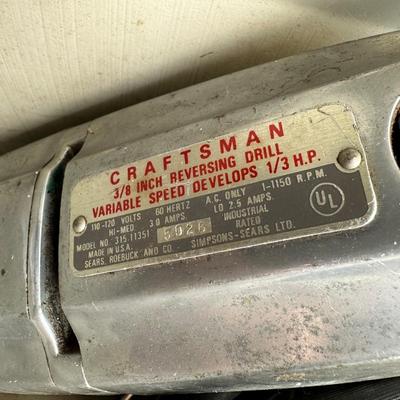 CRAFTSMAN
3/8 INCH REVERSING DRILL
VARIABLE SPEED DEVELOPS 1/3 H.P.
110-120 VOLTS 60 HERTZ A.C. ONLY 1-1150 R.P.M.
HI-MED 3.0 AMPS. LO 2.5 AMPS.
MODEL NO. 315.11351 INDUSTRIAL
MADE IN U.S.A. RATED
SEARS, ROEBUCK AND CO. - SIMPSONS-SEARS LTD.
UL